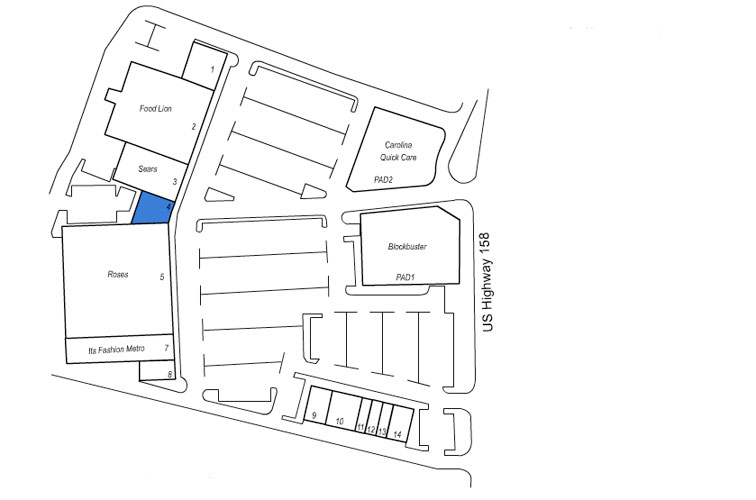 1
Food Lion
2
Carolina
Quick Care
PAD2
Sears
3
4
Blockbuster
PAD1
US Highway 158
Roses
5
Its Fashion Metro
7
8
9
10
11
12
13
14